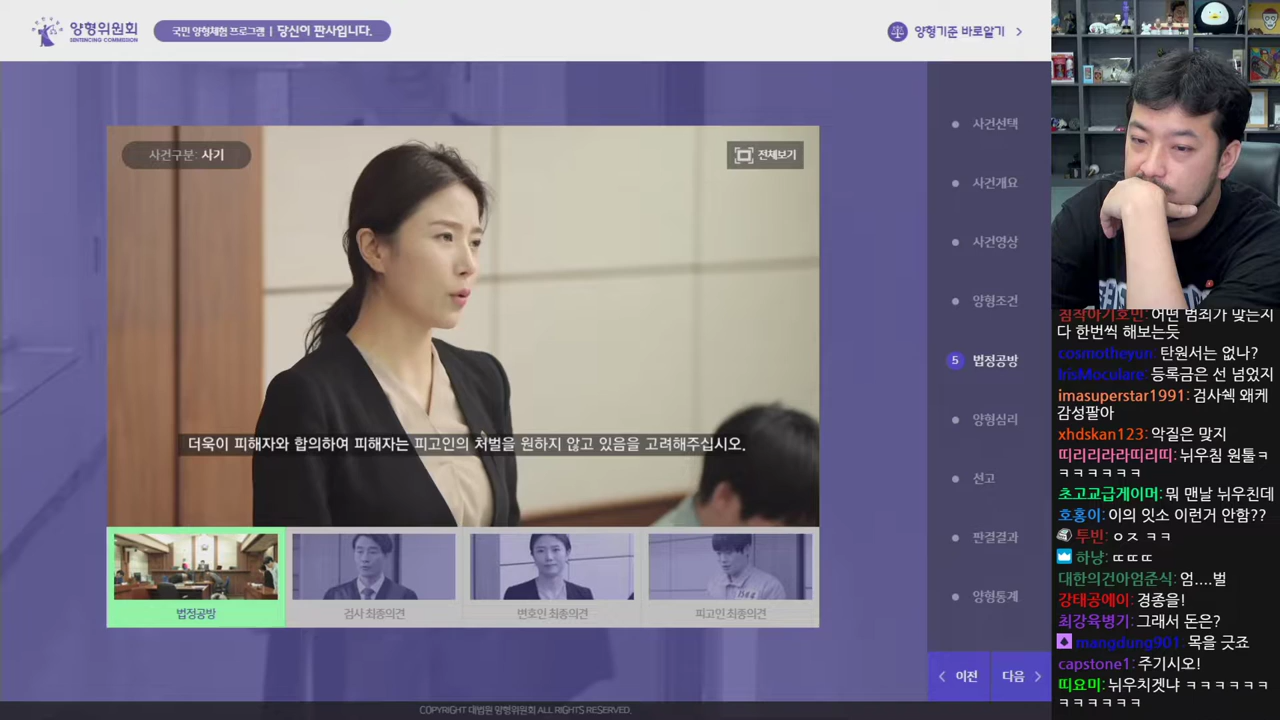 양형위원회
SENTENCING COMMISSION
국민 양형체험 프로그램 | 당신이 판사입니다.
양형기준 바로알기
사건구분: 사기
전체보기
더욱이 피해자와 합의하여 피해자는 피고인의 처벌을 원하지 않고 있음을 고려해주십시오.
법정공방
검사 최종의견
변호인 최종의견
피고인 최종의견
사건선택
사건개요
사건영상
양형조건
5 법정공방
양형심리
선고
판결결과
양형통계
이전
다음
COPYRIGHT 대법원 양형위원회 ALL RIGHTS RESERVED.
어떤 범죄가 맞는지
다 한번씩 해보는듯
cosmotheyun: 탄원서는 없나?
IrisMoculare: 등록금은 선 넘었지
imasuperstar1991: 검사쉑 왜케
감성팔아
xhdskan123: 악질은 맞지
띠리리라라띠리띠: 뉘우침 원툴ㅋ
ㅋㅋㅋㅋㅋㅋ
초고교급게이머: 뭐 맨날 뉘우친데
호홍이: 이의 잇소 이런거 안함??
투빈: ㅇㅈ ㅋㅋ
하냥: ㄸㄸㄸ
대한의건아엄준식: 엄....벌
강태공에이: 경종을!
최강육병기: 그래서 돈은?
mangdung901: 목을 긋죠
capstone1: 주기시오!
띠요미: 뉘우치겟냐 ㅋㅋㅋㅋㅋㅋ
ㅋㅋㅋㅋㅋㅋ